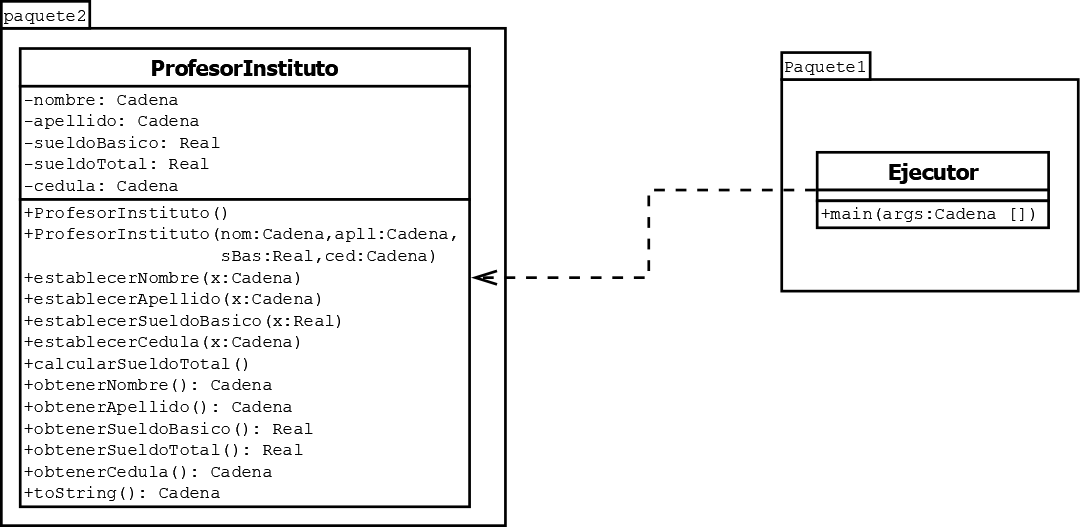 paquete2
ProfesorInstituto
-nombre: Cadena
-apellido: Cadena
-sueldoBasico: Real
-sueldoTotal: Real
-cedula: Cadena
+ProfesorInstituto()
+ProfesorInstituto(nom:Cadena,apll:Cadena,
sBas:Real,ced:Cadena)
+establecerNombre(x:Cadena)
+establecerApellido(x:Cadena)
+establecerSueldoBasico(x:Real)
+establecerCedula(x:Cadena)
+calcularSueldoTotal()
+obtenerNombre(): Cadena
+obtenerApellido(): Cadena
+obtenerSueldoBasico(): Real
+obtenerSueldoTotal(): Real
+obtenerCedula(): Cadena
+toString(): Cadena
Paquete1
Ejecutor
+main(args:Cadena [])